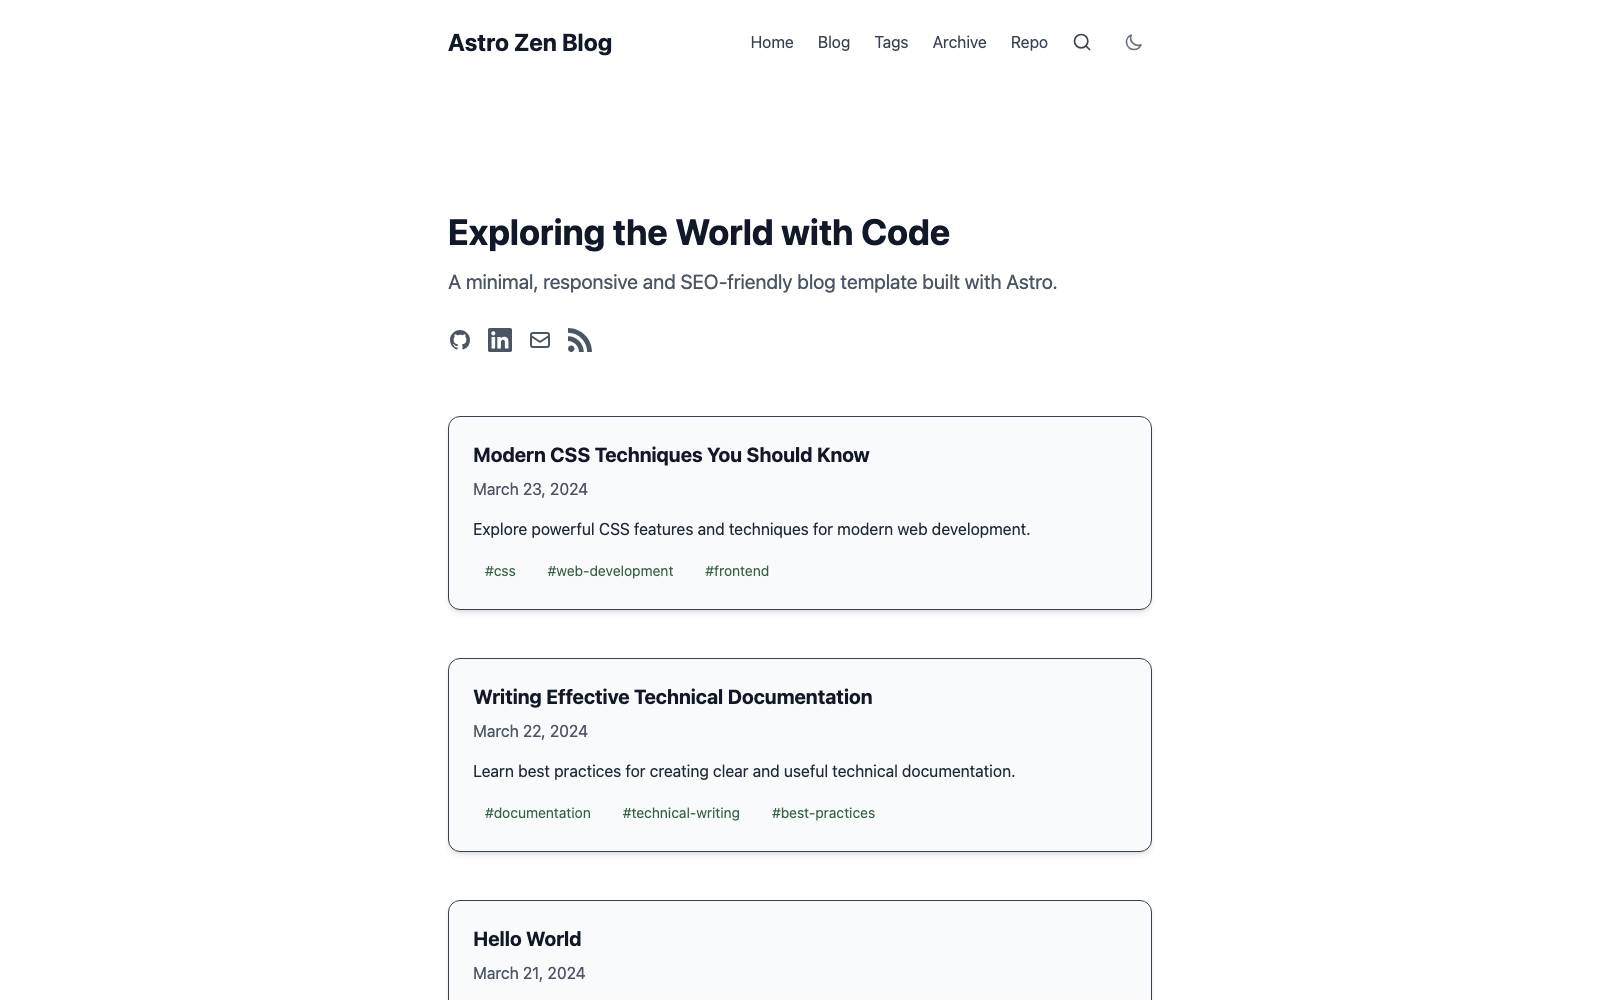 Astro Zen Blog
Home Blog Tags Archive Repo
Exploring the World with Code
A minimal, responsive and SEO-friendly blog template built with Astro.
Modern CSS Techniques You Should Know
March 23, 2024
Explore powerful CSS features and techniques for modern web development.
#css #web-development #frontend
Writing Effective Technical Documentation
March 22, 2024
Learn best practices for creating clear and useful technical documentation.
#documentation #technical-writing #best-practices
Hello World
March 21, 2024